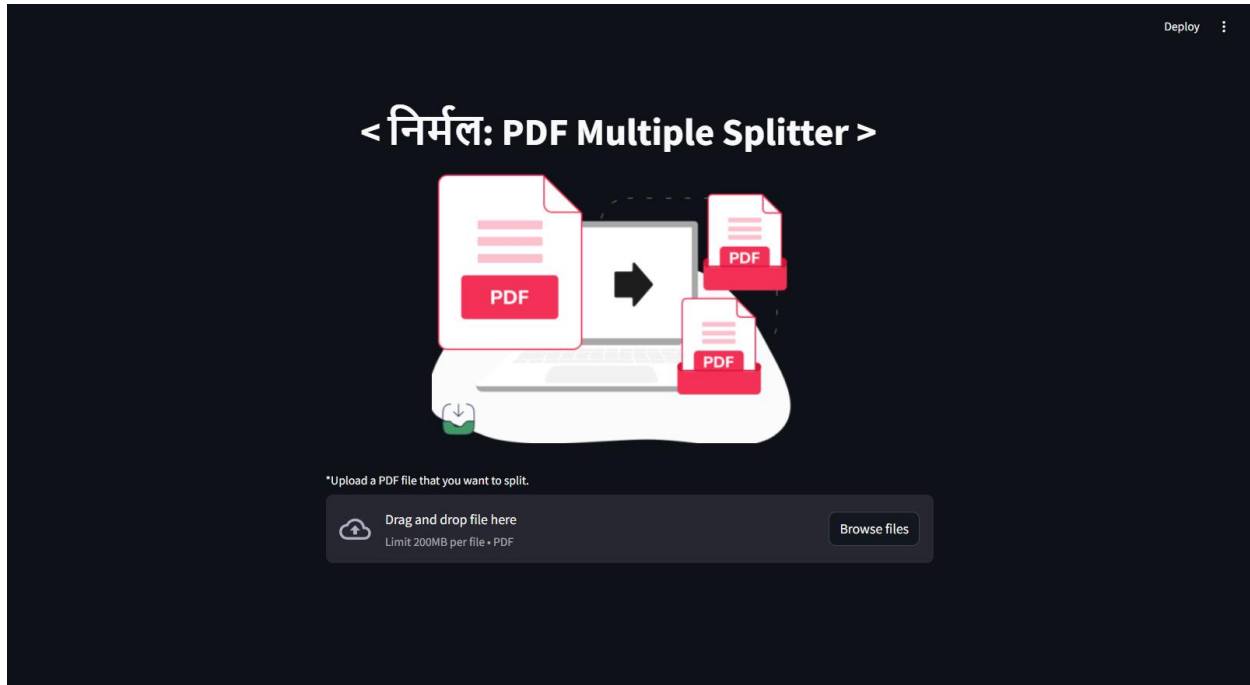 Deploy
< निर्मल: PDF Multiple Splitter >
PDF
PDF
PDF
*Upload a PDF file that you want to split.
Drag and drop file here
Limit 200MB per file • PDF
Browse files